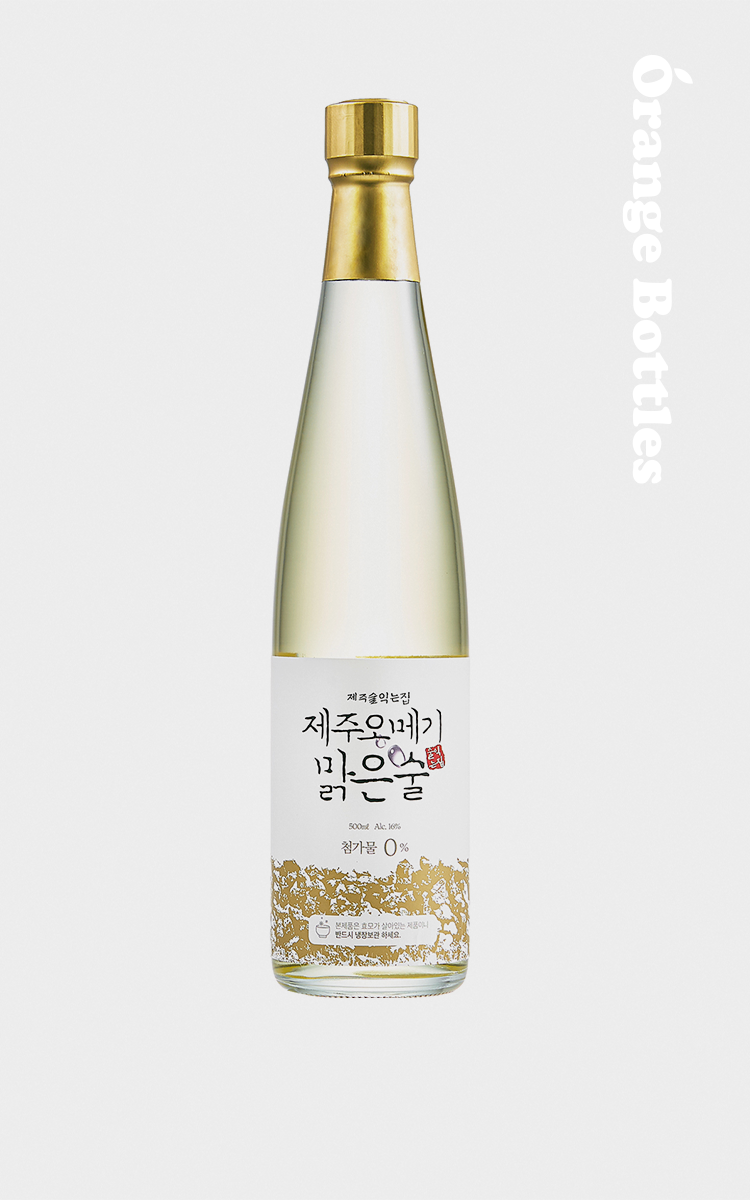 Orange Bottles
제주술익는집
제주오메기
맑은술
500ml Alc. 16%
첨가물 0%
본제품은 효모가 살아있는 제품이니
반드시 냉장보관 하세요.